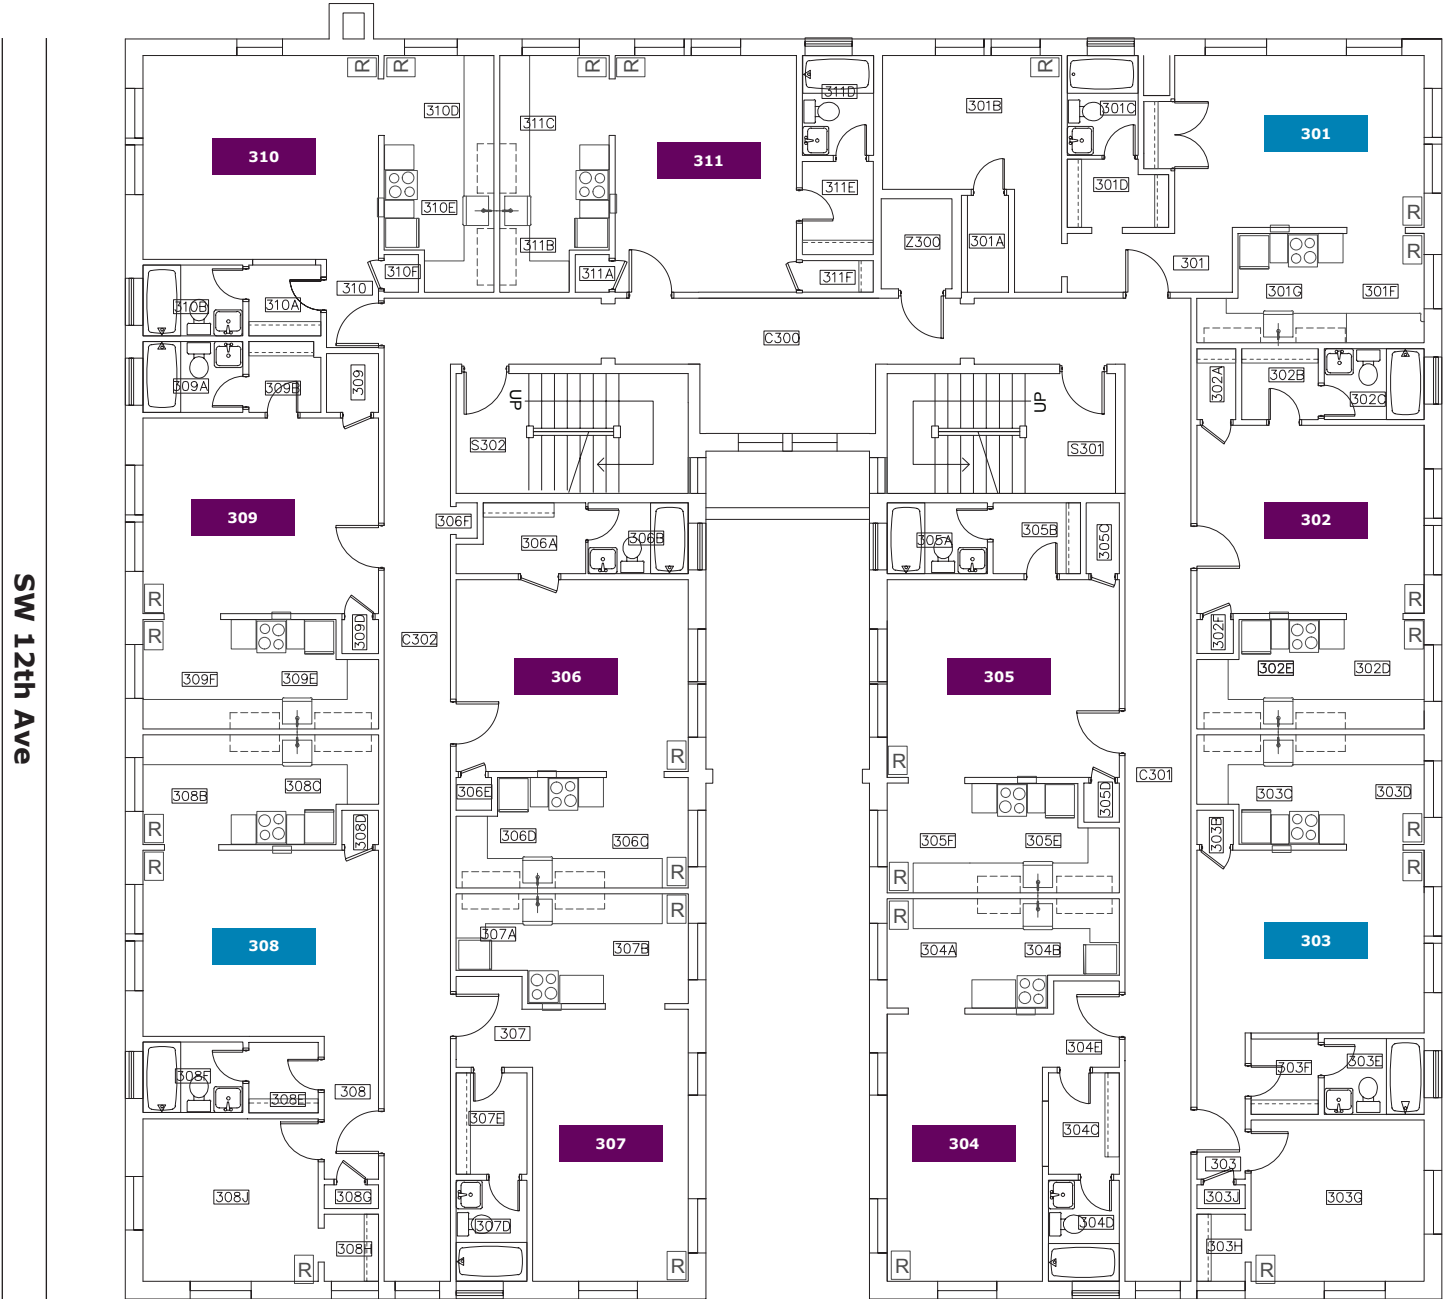 R
R
R
R
R
310D
311C
311D
301B
301C
301
310
311
310E
311B
311E
301D
R
Z300
301A
R
310F
311A
311F
301
310
310B
310A
301G
301F
C300
309A
309B
309
302A
302B
302C
UP
UP
S302
S301
309
306F
302
306A
306B
305A
305B
305C
R
R
R
R
309D
C302
302F
309F
309E
302E
302D
306
305
SW 12th Ave
R
R
C301
308B
308C
306E
305D
303C
303D
R
308D
306D
306C
305F
305E
303B
R
R
R
R
R
R
R
307A
307B
304A
304B
308
303
307
304E
308F
308E
308
303F
303E
307E
304C
307
304
303
308J
308G
307D
304D
303J
303G
308H
303H
R
R
R
R